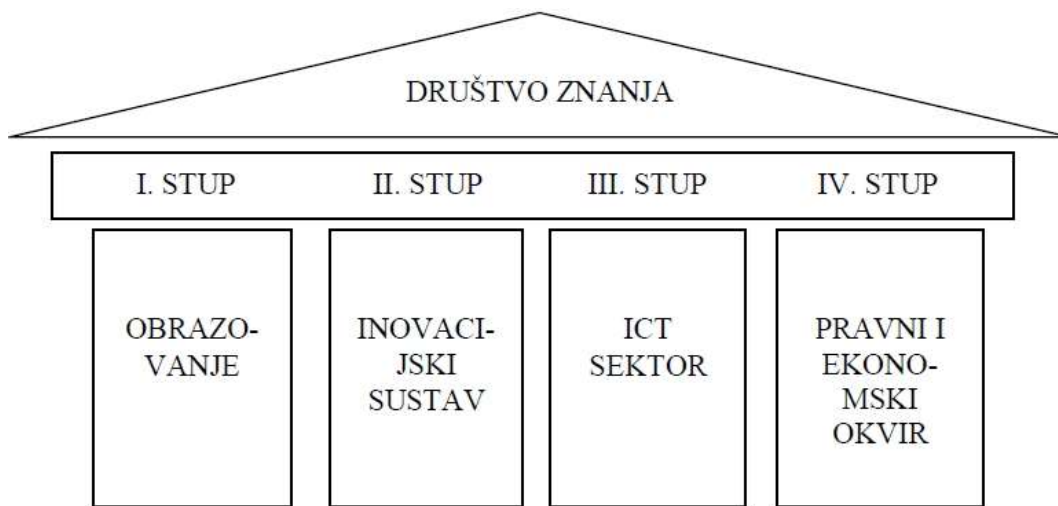 DRUŠTVO ZNANJA
I. STUP
II. STUP
III. STUP
IV. STUP
OBRAZO-
VANJE
INOVACI-
JSKI
SUSTAV
ICT
SEKTOR
PRAVNI I
EKONO-
MSKI
OKVIR